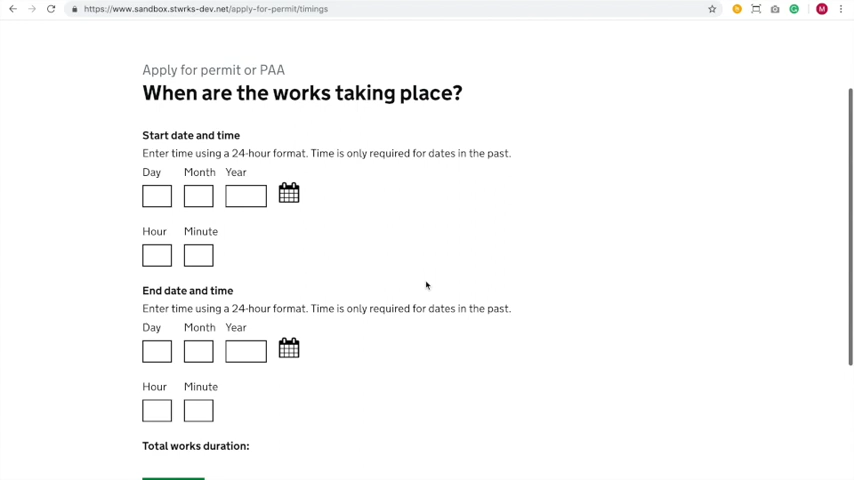 https://www.sandbox.stwrks-dev.net/apply-for-permit/timings
M
Apply for permit or PAA
When are the works taking place?
Start date and time
Enter time using a 24-hour format. Time is only required for dates in the past.
Day Month Year
Hour Minute
End date and time
Enter time using a 24-hour format. Time is only required for dates in the past.
Day Month Year
Hour Minute
Total works duration: